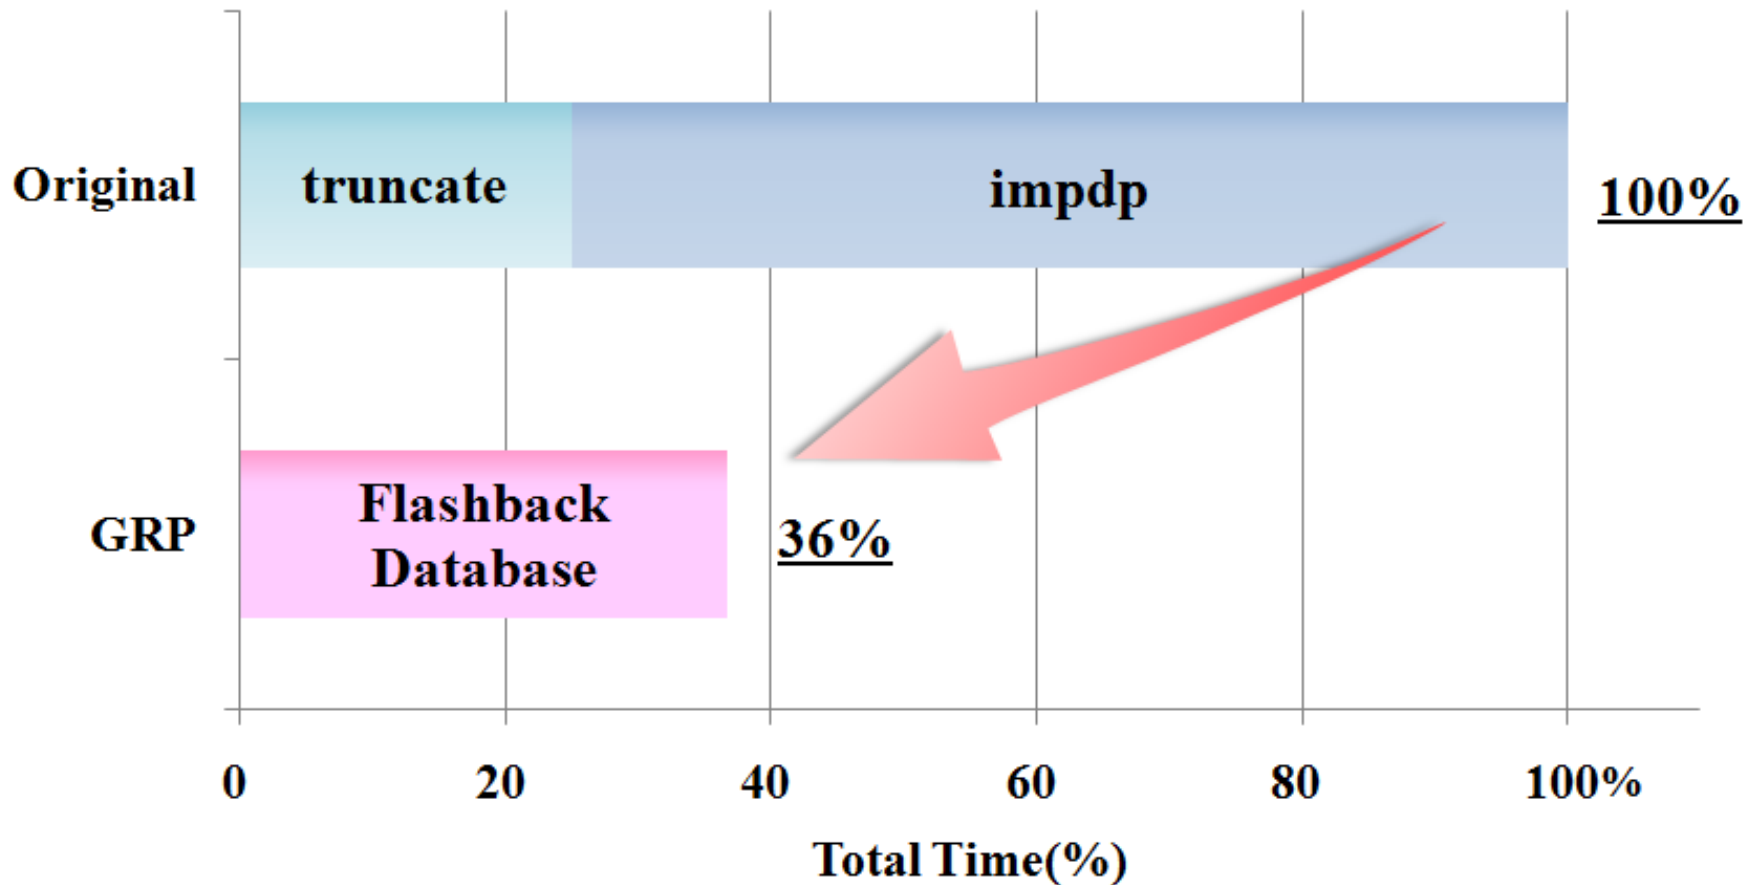 Original
truncate
impdp
100%
GRP
Flashback
Database
36%
0 20 40 60 80 100%
Total Time(%)